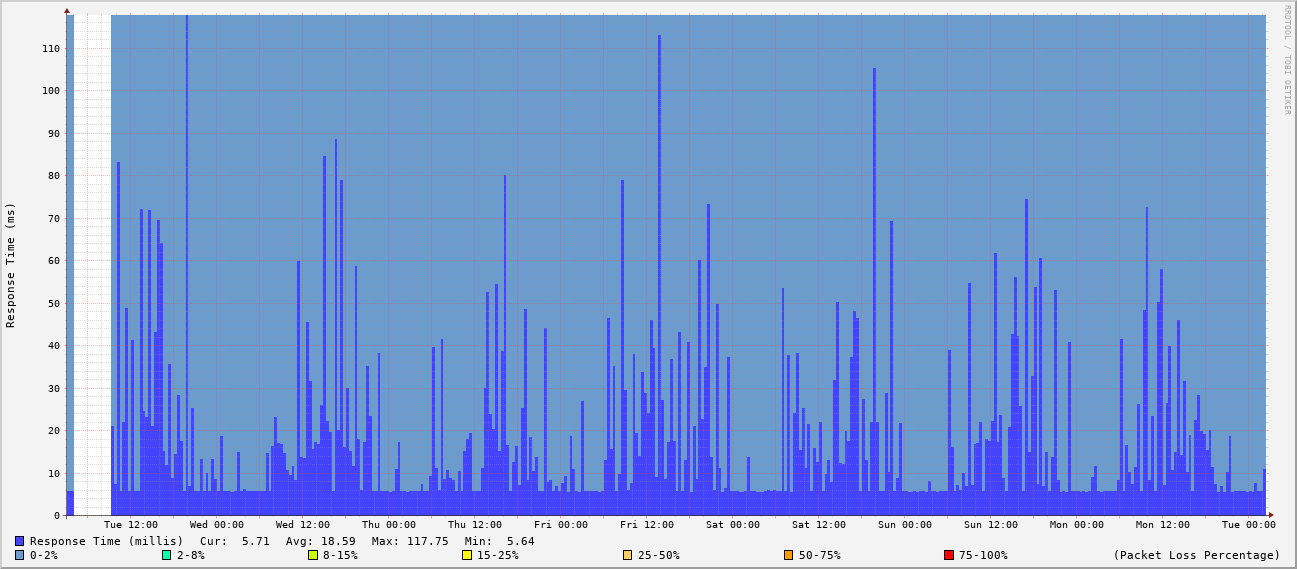 RRDTOOL / TOBI OETIKER
Response Time (ms)
110
100
90
80
70
60
50
40
30
20
10
0
Tue 12:00 Wed 00:00 Wed 12:00 Thu 00:00 Thu 12:00 Fri 00:00 Fri 12:00 Sat 00:00 Sat 12:00 Sun 00:00 Sun 12:00 Mon 00:00 Mon 12:00 Tue 00:00
Response Time (millis) Cur: 5.71 Avg: 18.59 Max: 117.75 Min: 5.64
0-2% 2-8% 8-15% 15-25% 25-50% 50-75% 75-100% (Packet Loss Percentage)